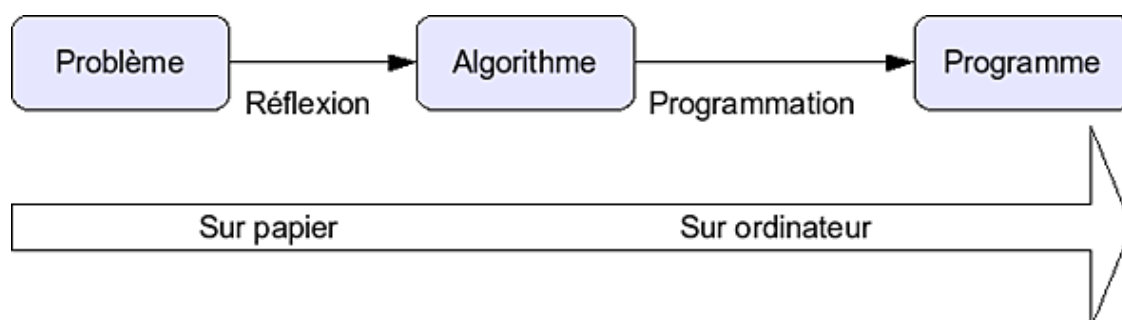 Problème
Algorithme
Programme
Réflexion
Programmation
Sur papier
Sur ordinateur